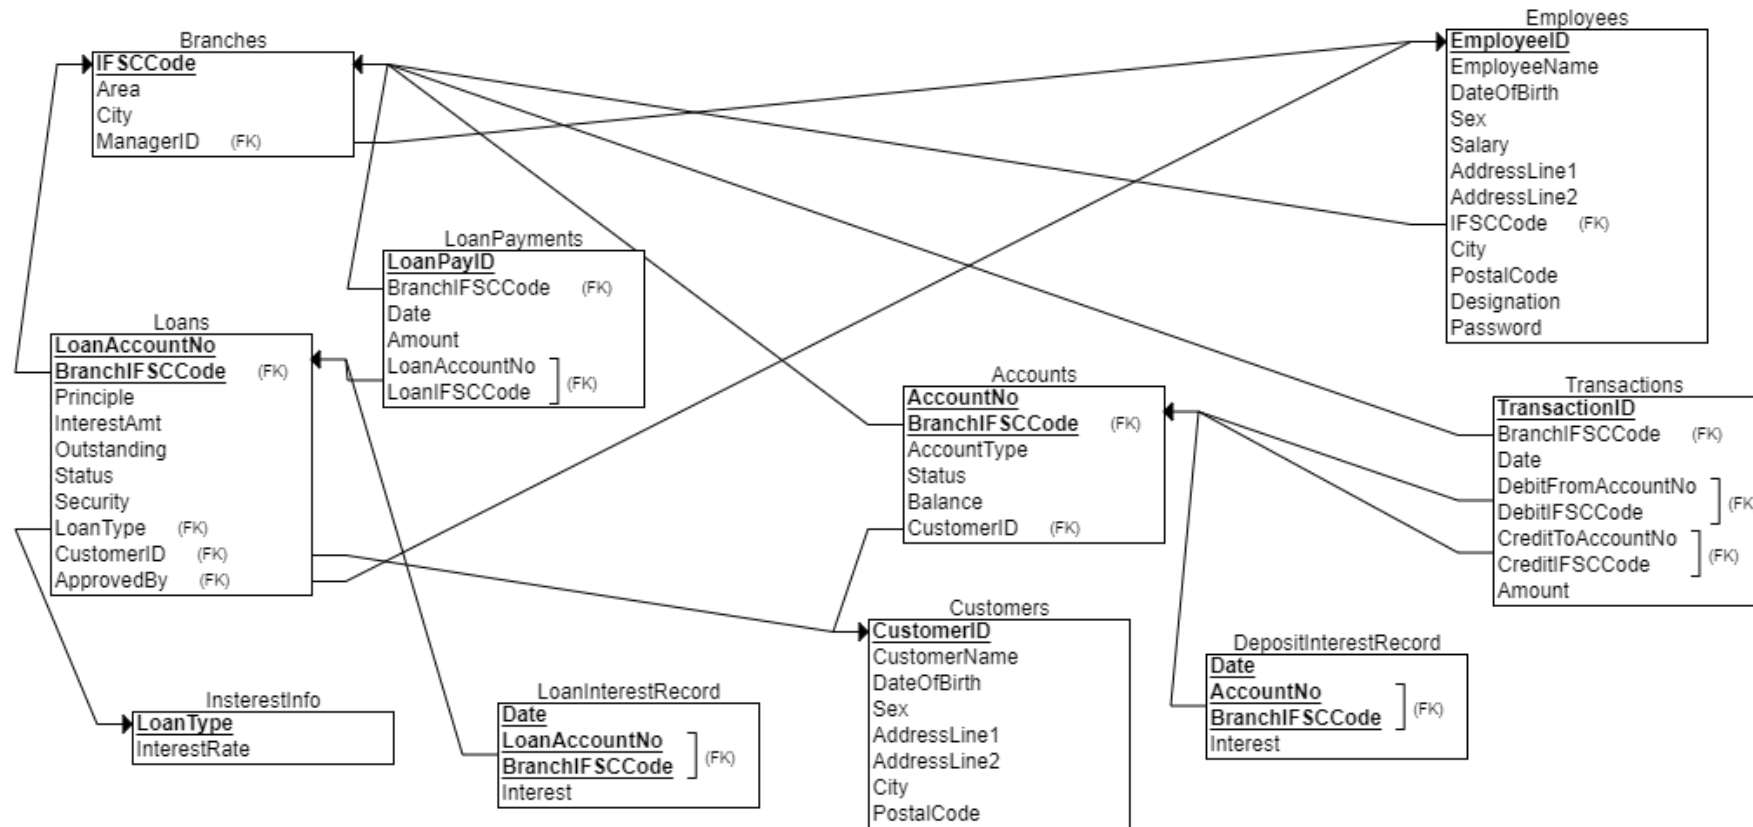 Branches
IFSCCode
Area
City
ManagerID (FK)
Employees
EmployeeID
EmployeeName
DateOfBirth
Sex
Salary
AddressLine1
AddressLine2
IFSCCode (FK)
City
PostalCode
Designation
Password
LoanPayments
LoanPayID
BranchIFSCCode (FK)
Date
Amount
LoanAccountNo
LoanIFSCCode
(FK)
Loans
LoanAccountNo
BranchIFSCCode (FK)
Principle
InterestAmt
Outstanding
Status
Security
LoanType (FK)
CustomerID (FK)
ApprovedBy (FK)
Accounts
AccountNo
BranchIFSCCode (FK)
AccountType
Status
Balance
CustomerID (FK)
Transactions
TransactionID
BranchIFSCCode (FK)
Date
DebitFromAccountNo
DebitIFSCCode
(FK
CreditToAccountNo
CreditIFSCCode
(FK)
Amount
Customers
CustomerID
CustomerName
DateOfBirth
Sex
AddressLine1
AddressLine2
City
PostalCode
DepositInterestRecord
Date
AccountNo
BranchIFSCCode
(FK)
Interest
InsterestInfo
LoanType
InterestRate
LoanInterestRecord
Date
LoanAccountNo
BranchIFSCCode
(FK)
Interest